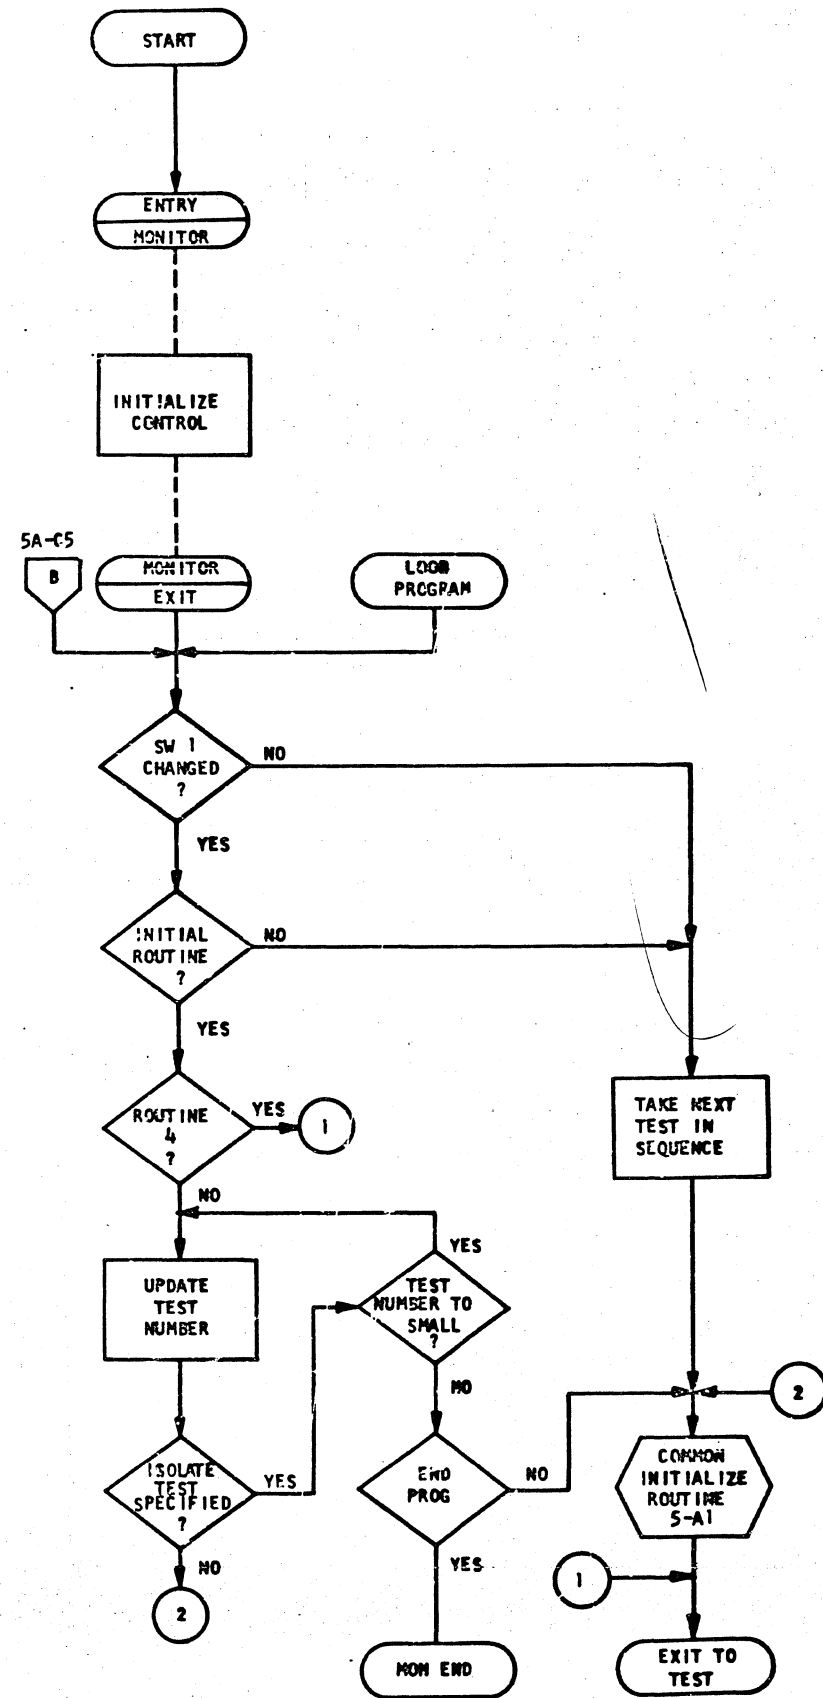 START
ENTRY
MONITOR
INITIALIZE
CONTROL
5A-C5
B
MONITOR
EXIT
LOOP
PROGRAM
SW 1
CHANGED
?
NO
YES
INITIAL
ROUTINE
?
NO
YES
ROUTINE
4
?
YES
1
NO
TAKE NEXT
TEST IN
SEQUENCE
UPDATE
TEST
NUMBER
YES
TEST
NUMBER TO
SMALL
?
NO
2
ISOLATE
TEST
SPECIFIED
?
YES
END
PROG
NO
COMMON
INITIALIZE
ROUTINE
5-A1
NO
YES
1
2
MON END
EXIT TO
TEST